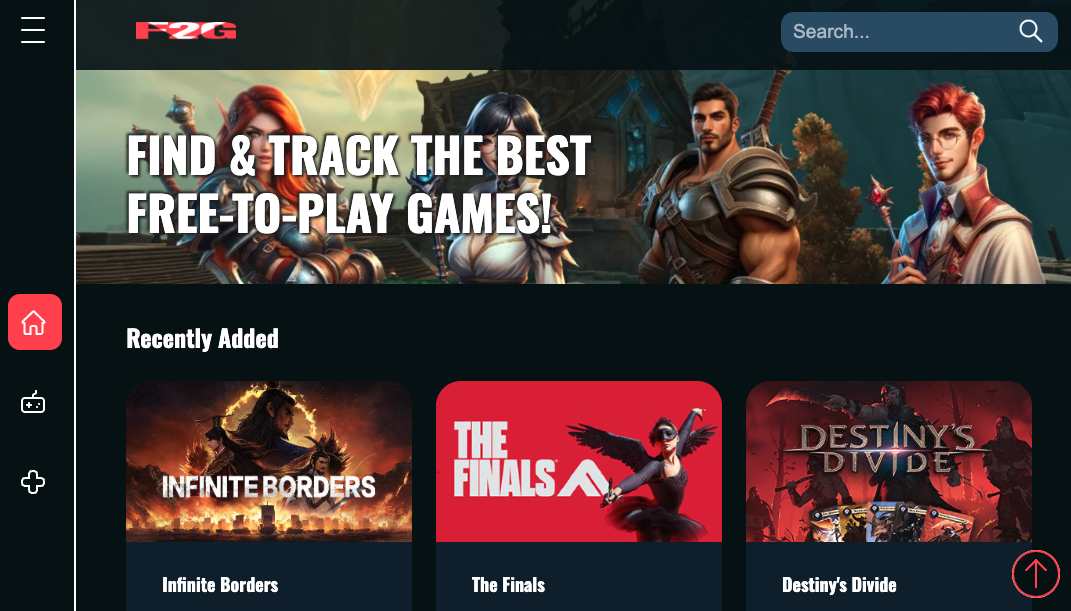 F2G
Search...
FIND & TRACK THE BEST
FREE-TO-PLAY GAMES!
Recently Added
INFINITE BORDERS
THE
FINALS
DESTINY'S
DIVIDE
Infinite Borders
The Finals
Destiny's Divide